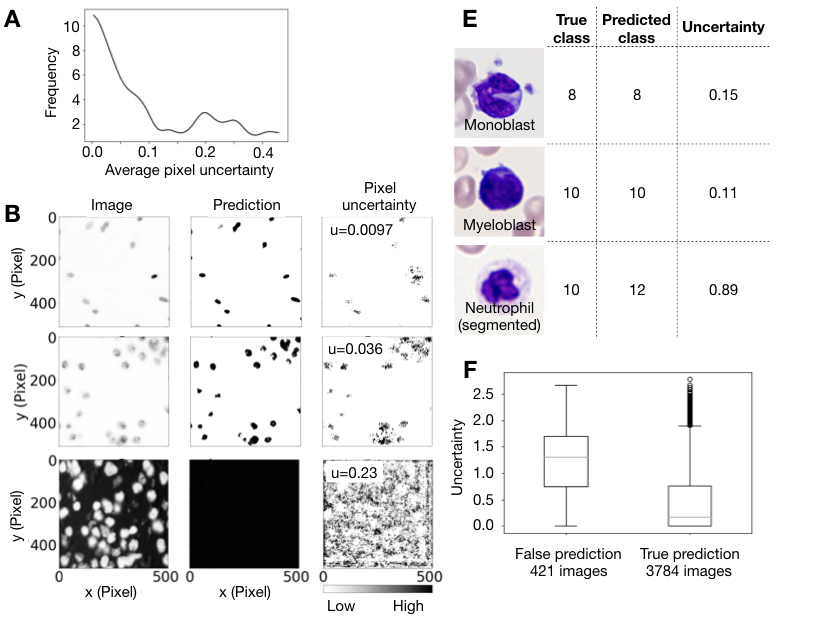 A
Frequency
10
8
6
4
2
0.0 0.1 0.2 0.4
Average pixel uncertainty
B
Image Prediction Pixel uncertainty
y (Pixel)
0
200
400
u=0.0097
y (Pixel)
0
200
400
u=0.036
y (Pixel)
0
200
400
u=0.23
0 500 0 500 0 500
x (Pixel) x (Pixel)
Low High
E
True class Predicted class Uncertainty
Monoblast 8 8 0.15
Myeloblast 10 10 0.11
Neutrophil (segmented) 10 12 0.89
F
Uncertainty
2.5
2.0
1.5
1.0
0.5
0.0
False prediction
421 images
True prediction
3784 images